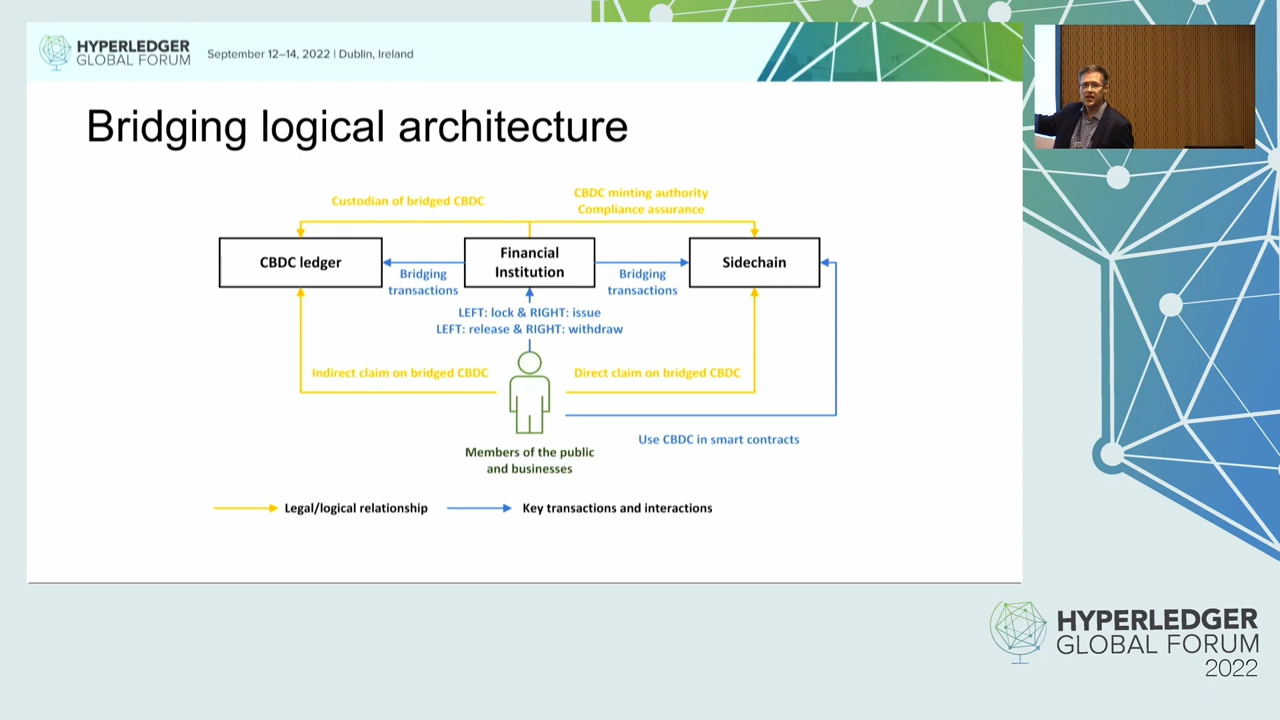 HYPERLEDGER
GLOBAL FORUM
September 12–14, 2022 | Dublin, Ireland
Bridging logical architecture
Custodian of bridged CBDC
CBDC minting authority
Compliance assurance
CBDC ledger
Financial
Institution
Sidechain
Bridging
transactions
Bridging
transactions
LEFT: lock & RIGHT: issue
LEFT: release & RIGHT: withdraw
Indirect claim on bridged CBDC
Direct claim on bridged CBDC
Use CBDC in smart contracts
Members of the public
and businesses
Legal/logical relationship
Key transactions and interactions
HYPERLEDGER
GLOBAL FORUM
2022